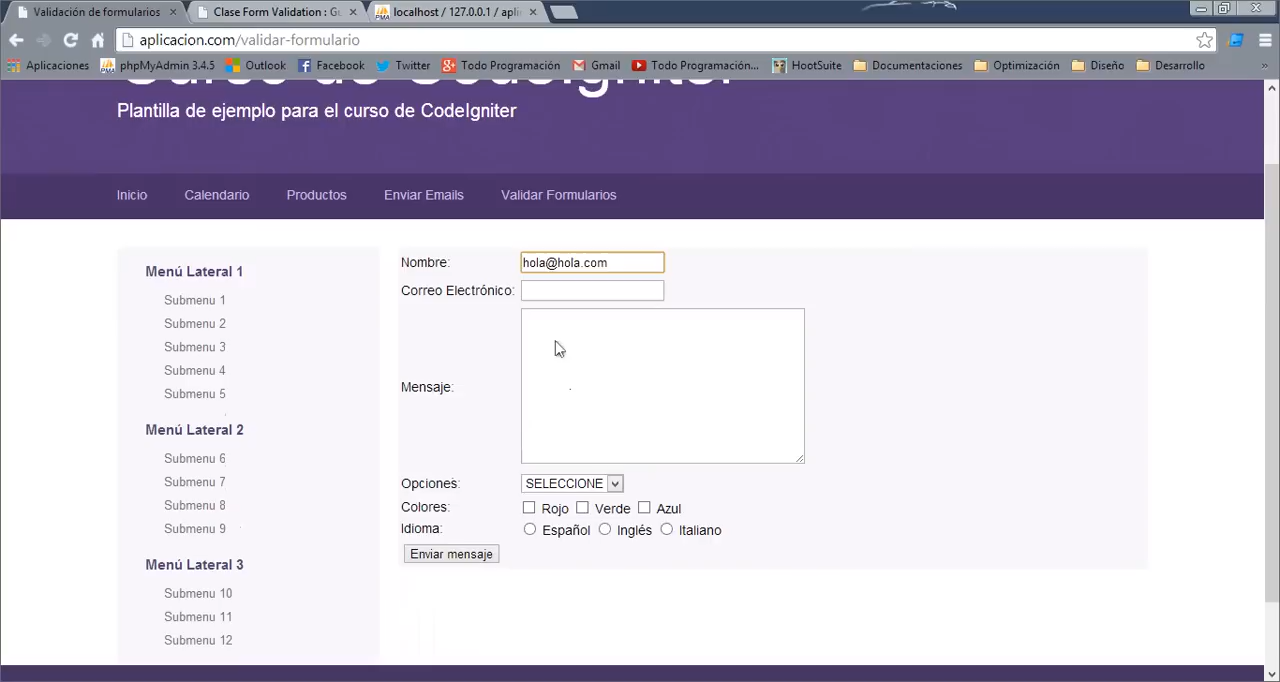 Validación de formularios
Clase Form Validation : Gu
localhost / 127.0.0.1 / apli
aplicacion.com/validar-formulario
Aplicaciones phpMyAdmin 3.4.5 Outlook Facebook Twitter Todo Programación Gmail Todo Programación... HootSuite Documentaciones Optimización Diseño Desarrollo »
Curso de CodeIgniter
Plantilla de ejemplo para el curso de CodeIgniter
Inicio Calendario Productos Enviar Emails Validar Formularios
Menú Lateral 1
Submenu 1
Submenu 2
Submenu 3
Submenu 4
Submenu 5
Menú Lateral 2
Submenu 6
Submenu 7
Submenu 8
Submenu 9
Menú Lateral 3
Submenu 10
Submenu 11
Submenu 12
Nombre: hola@hola.com
Correo Electrónico:
Mensaje:
Opciones: SELECCIONE
Colores: Rojo Verde Azul
Idioma: Español Inglés Italiano
Enviar mensaje